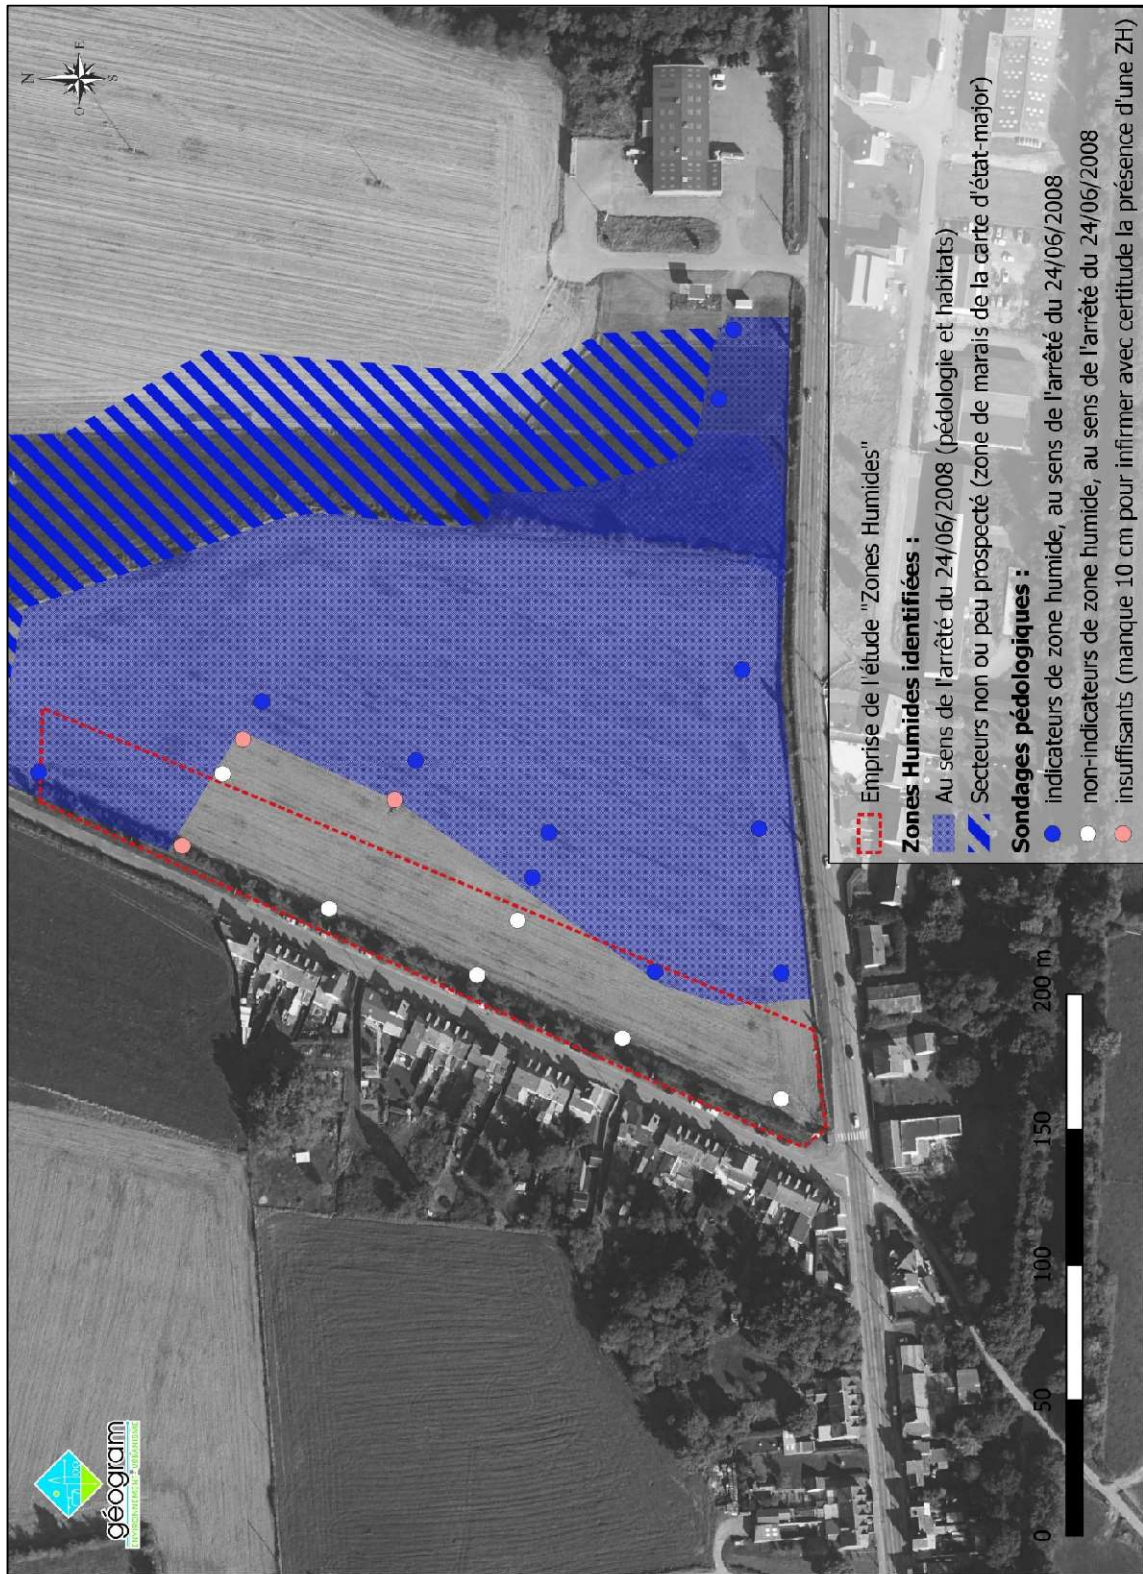 N
E
S
O
géogram
ENVIRONNEMENT URBANISME
Emprise de l'étude "Zones Humides"
Zones Humides identifiées :
Au sens de l'arrêté du 24/06/2008 (pédologie et habitats)
Secteurs non ou peu prospecté (zone de marais de la carte d'état-major)
Sondages pédologiques :
indicateurs de zone humide, au sens de l'arrêté du 24/06/2008
non-indicateurs de zone humide, au sens de l'arrêté du 24/06/2008
insuffisants (manque 10 cm pour infirmer avec certitude la présence d'une ZH)
0 50 100 150 200 m